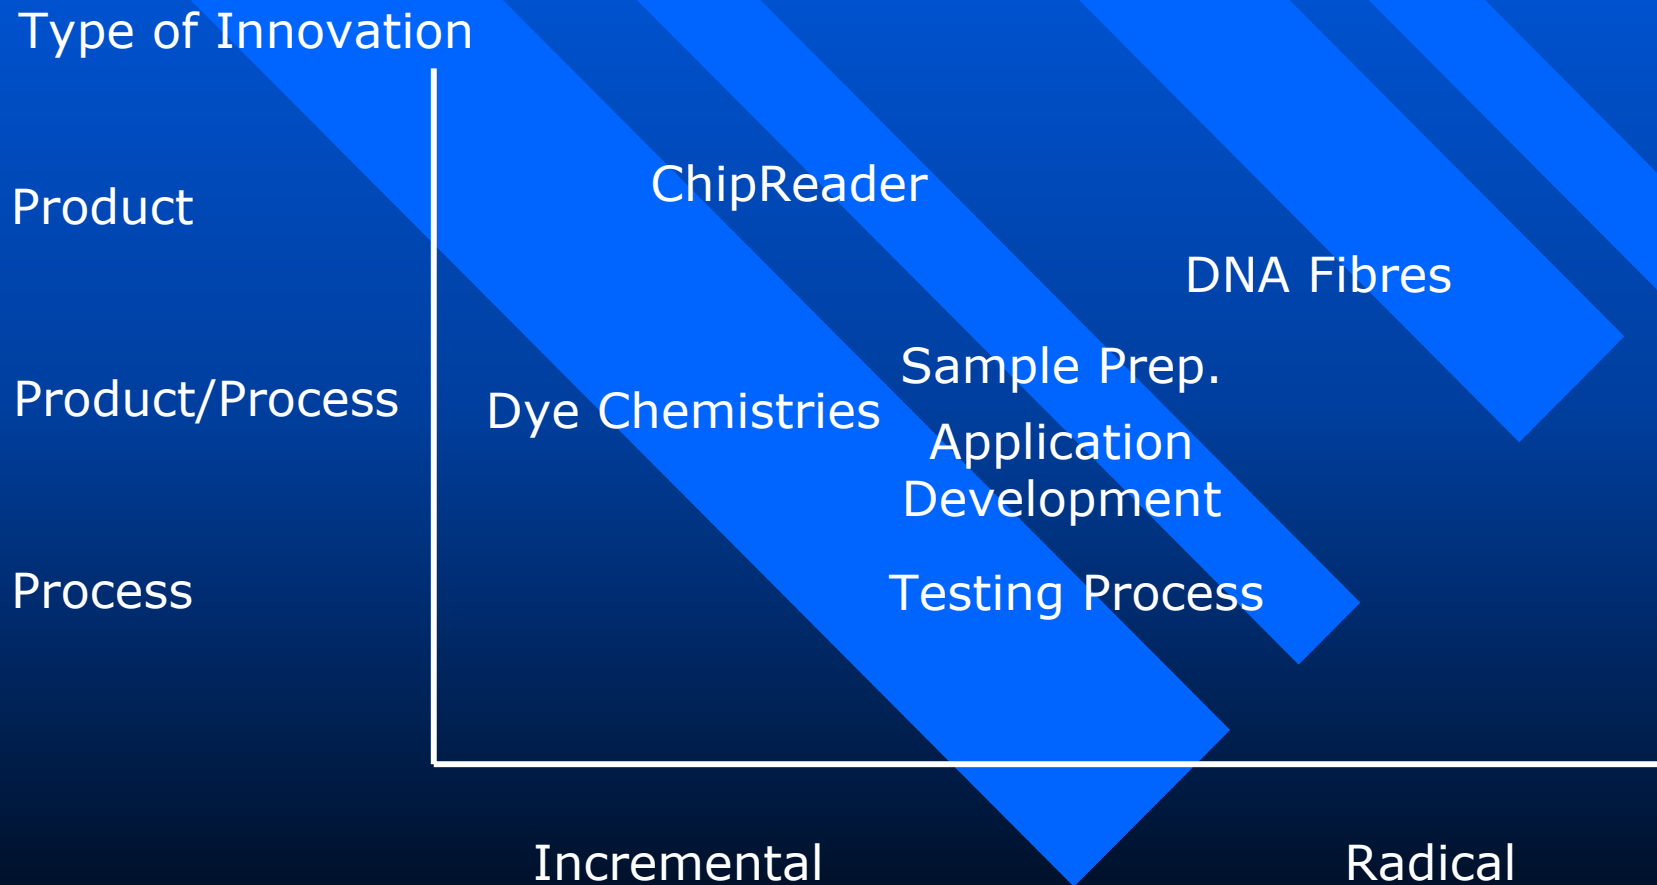 Type of Innovation
ChipReader
Product
DNA Fibres
Sample Prep.
Product/Process
Dye Chemistries
Application
Development
Process
Testing Process
Incremental
Radical